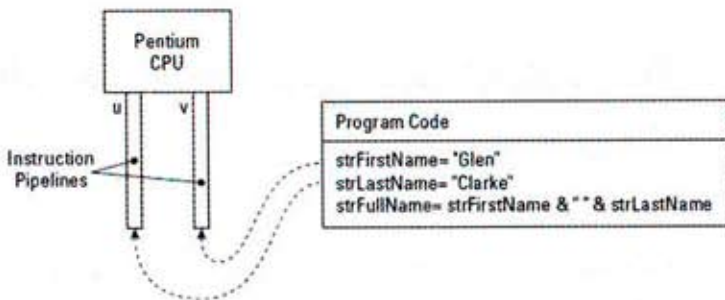 Pentium
CPU
u
v
Instruction
Pipelines
Program Code
strFirstName= "Glen"
strLastName= "Clarke"
strFullName= strFirstName & " " & strLastName